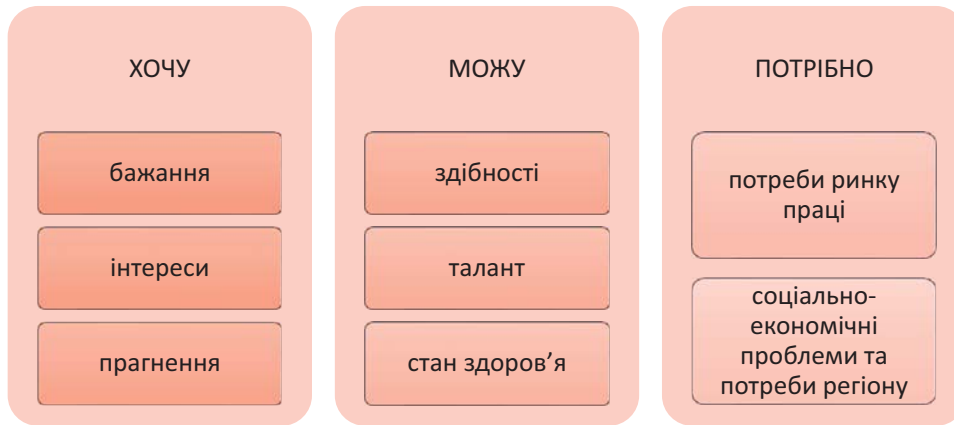 ХОЧУ
бажання
інтереси
прагнення
МОЖУ
здібності
талант
стан здоров’я
ПОТРІБНО
потреби ринку
праці
соціально-
економічні
проблеми та
потреби регіону